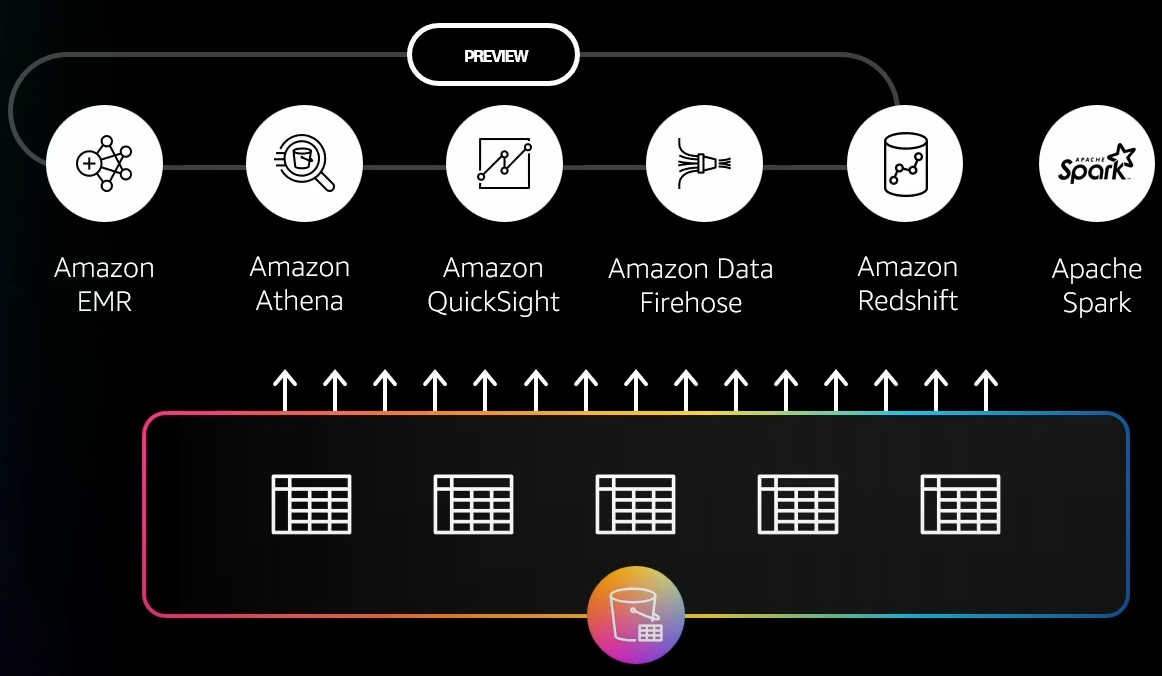 PREVIEW
APACHE
Spark
Amazon
EMR
Amazon
Athena
Amazon
QuickSight
Amazon Data
Firehose
Amazon
Redshift
Apache
Spark